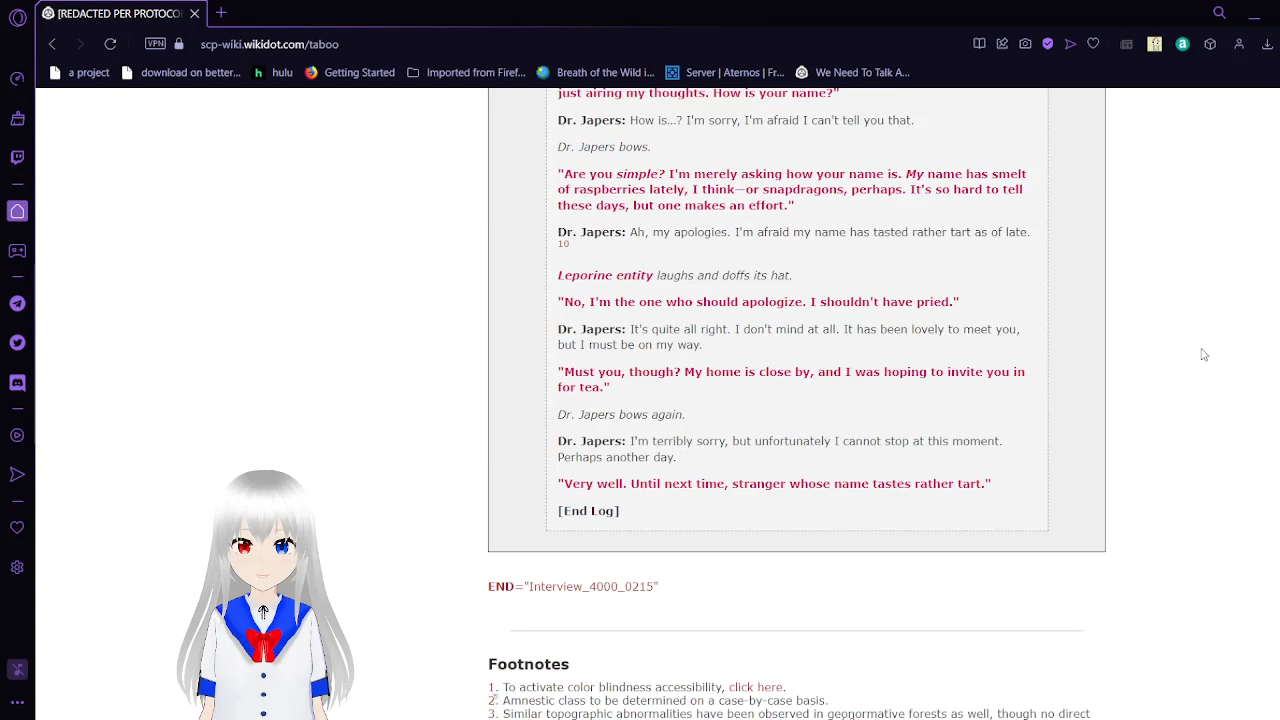 [REDACTED PER PROTOCO
VPN
scp-wiki.wikidot.com/taboo
a project
download on better...
hulu
Getting Started
Imported from Firef...
Breath of the Wild i...
Server | Aternos | Fr...
We Need To Talk A...
just airing my thoughts. How is your name?"
Dr. Japers: How is...? I'm sorry, I'm afraid I can't tell you that.
Dr. Japers bows.
"Are you simple? I'm merely asking how your name is. My name has smelt
of raspberries lately, I think—or snapdragons, perhaps. It's so hard to tell
these days, but one makes an effort."
Dr. Japers: Ah, my apologies. I'm afraid my name has tasted rather tart as of late.
10
Leporine entity laughs and doffs its hat.
"No, I'm the one who should apologize. I shouldn't have pried."
Dr. Japers: It's quite all right. I don't mind at all. It has been lovely to meet you,
but I must be on my way.
"Must you, though? My home is close by, and I was hoping to invite you in
for tea."
Dr. Japers bows again.
Dr. Japers: I'm terribly sorry, but unfortunately I cannot stop at this moment.
Perhaps another day.
"Very well. Until next time, stranger whose name tastes rather tart."
[End Log]
END="Interview_4000_0215"
Footnotes
1. To activate color blindness accessibility, click here.
2. Amnestic class to be determined on a case-by-case basis.
3. Similar topographic abnormalities have been observed in geoformative forests as well, though no direct